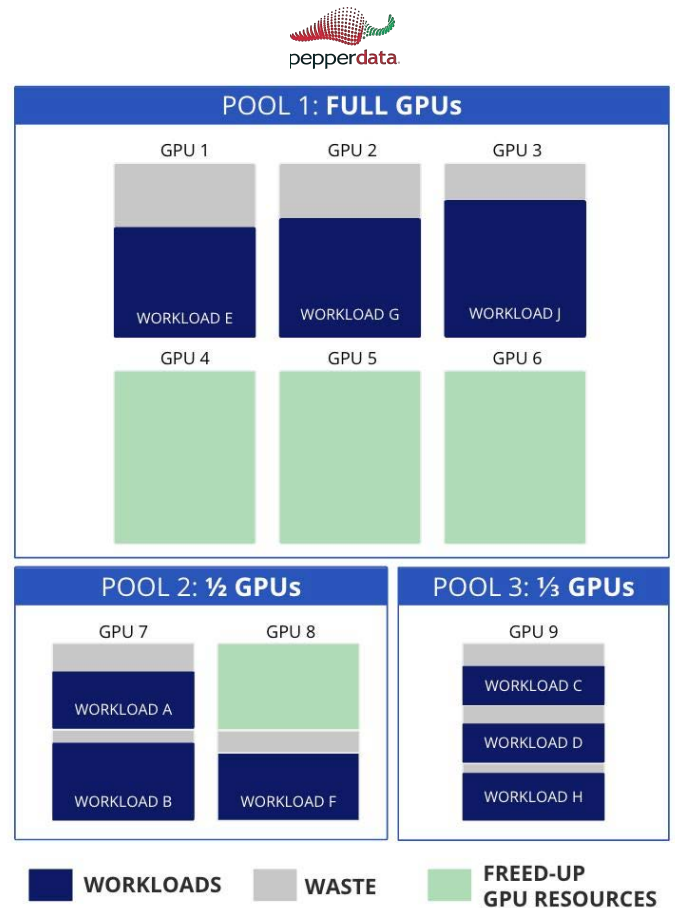 pepperdata
POOL 1: FULL GPUs
GPU 1
GPU 2
GPU 3
WORKLOAD E
WORKLOAD G
WORKLOAD J
GPU 4
GPU 5
GPU 6
POOL 2: ½ GPUs
GPU 7
GPU 8
WORKLOAD A
WORKLOAD B
WORKLOAD F
POOL 3: ⅓ GPUs
GPU 9
WORKLOAD C
WORKLOAD D
WORKLOAD H
WORKLOADS
WASTE
FREED-UP
GPU RESOURCES